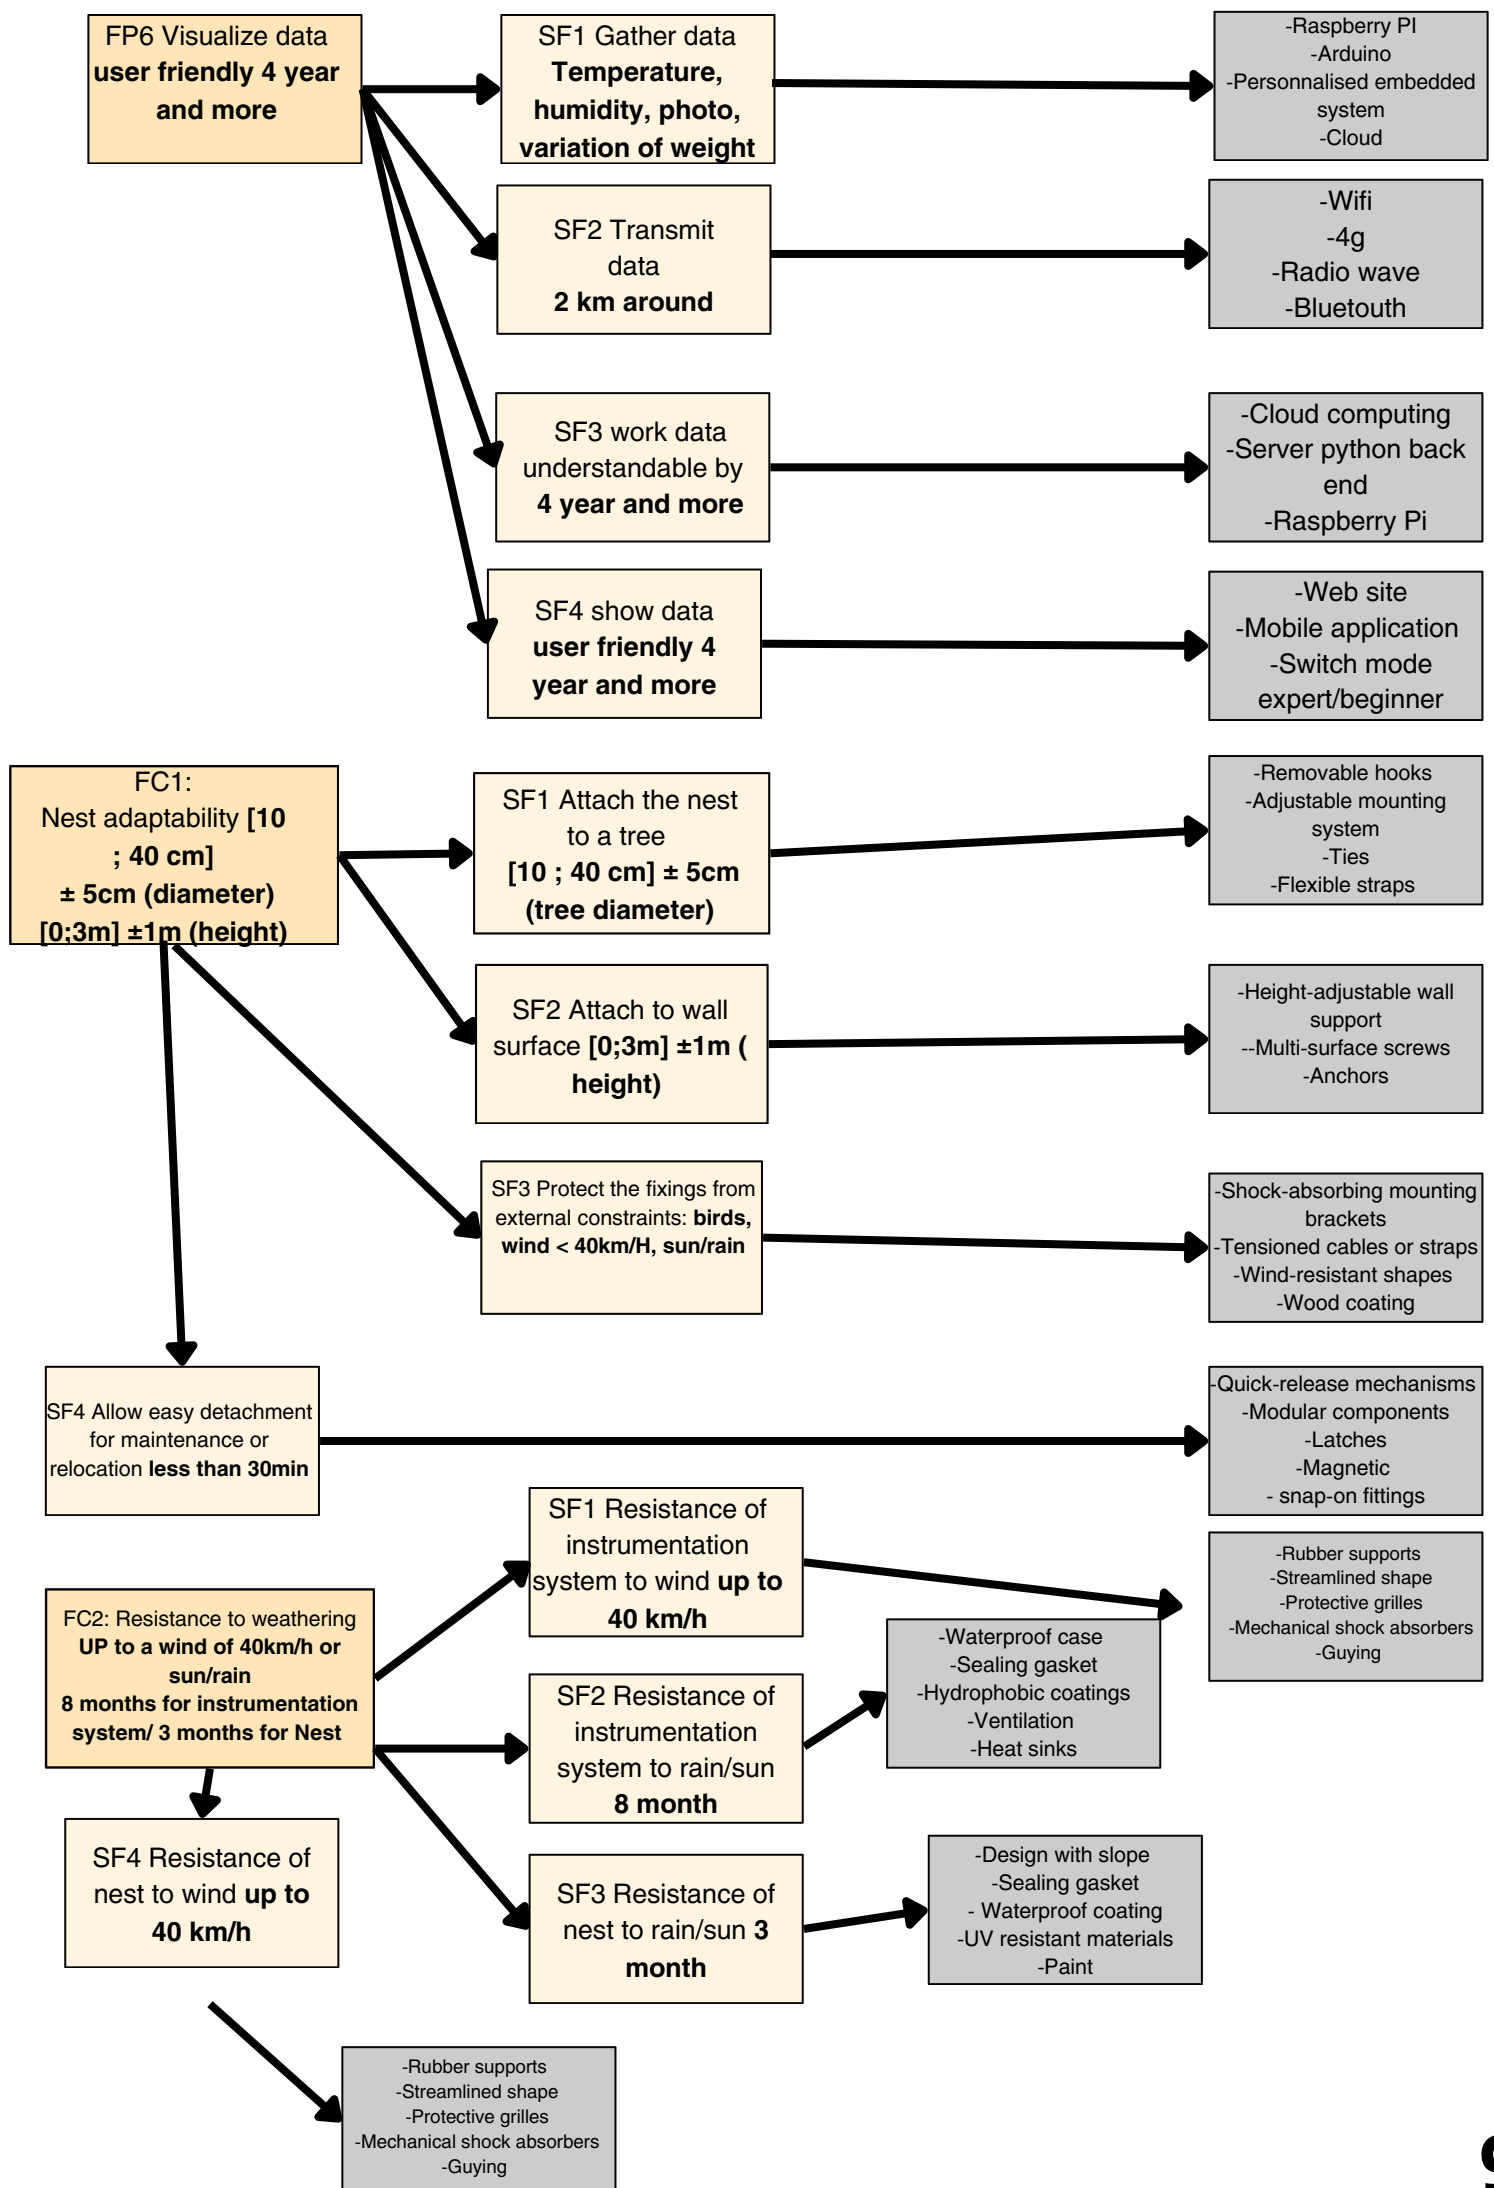 FP6 Visualize data
user friendly 4 year
and more
SF1 Gather data
Temperature,
humidity, photo,
variation of weight
-Raspberry PI
-Arduino
-Personnalised embedded
system
-Cloud
SF2 Transmit
data
2 km around
-Wifi
-4g
-Radio wave
-Bluetouth
SF3 work data
understandable by
4 year and more
-Cloud computing
-Server python back
end
-Raspberry Pi
SF4 show data
user friendly 4
year and more
-Web site
-Mobile application
-Switch mode
expert/beginner
FC1:
Nest adaptability [10
; 40 cm]
± 5cm (diameter)
[0;3m] ±1m (height)
SF1 Attach the nest
to a tree
[10 ; 40 cm] ± 5cm
(tree diameter)
-Removable hooks
-Adjustable mounting
system
-Ties
-Flexible straps
SF2 Attach to wall
surface [0;3m] ±1m (
height)
-Height-adjustable wall
support
--Multi-surface screws
-Anchors
SF3 Protect the fixings from
external constraints: birds,
wind < 40km/H, sun/rain
-Shock-absorbing mounting
brackets
-Tensioned cables or straps
-Wind-resistant shapes
-Wood coating
SF4 Allow easy detachment
for maintenance or
relocation less than 30min
-Quick-release mechanisms
-Modular components
-Latches
-Magnetic
- snap-on fittings
FC2: Resistance to weathering
UP to a wind of 40km/h or
sun/rain
8 months for instrumentation
system/ 3 months for Nest
SF1 Resistance of
instrumentation
system to wind up to
40 km/h
-Rubber supports
-Streamlined shape
-Protective grilles
-Mechanical shock absorbers
-Guying
SF2 Resistance of
instrumentation
system to rain/sun
8 month
-Waterproof case
-Sealing gasket
-Hydrophobic coatings
-Ventilation
-Heat sinks
SF3 Resistance of
nest to rain/sun 3
month
-Design with slope
-Sealing gasket
- Waterproof coating
-UV resistant materials
-Paint
SF4 Resistance of
nest to wind up to
40 km/h
-Rubber supports
-Streamlined shape
-Protective grilles
-Mechanical shock absorbers
-Guying